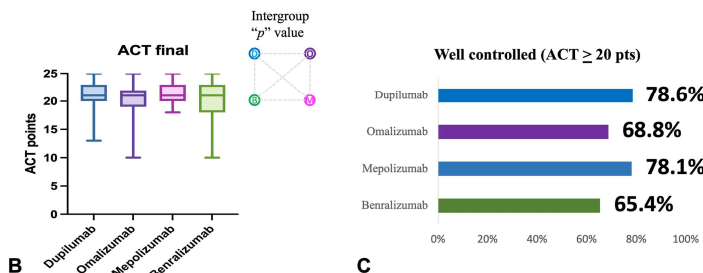 Intergroup
“p” value
D
O
B
M
ACT final
ACT points
25
20
15
10
5
0
Dupilumab
Omalizumab
Mepolizumab
Benralizumab
B
Well controlled (ACT ≥ 20 pts)
Dupilumab
78.6%
Omalizumab
68.8%
Mepolizumab
78.1%
Benralizumab
65.4%
0%
20%
40%
60%
80%
100%
C